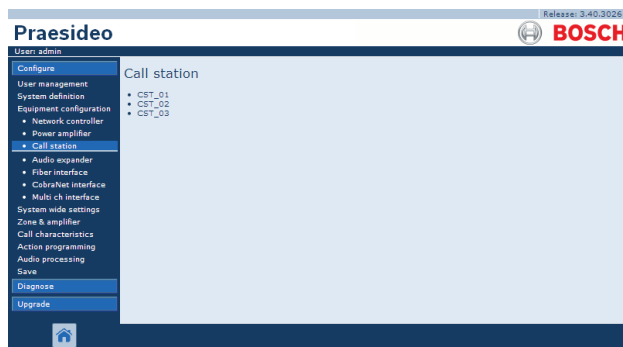 Release: 3.40.3026
Praesideo
BOSCH
User: admin
Configure
User management
System definition
Equipment configuration
• Network controller
• Power amplifier
• Call station
• Audio expander
• Fiber interface
• CobraNet interface
• Multi ch interface
System wide settings
Zone & amplifier
Call characteristics
Action programming
Audio processing
Save
Diagnose
Upgrade
Call station
• CST_01
• CST_02
• CST_03